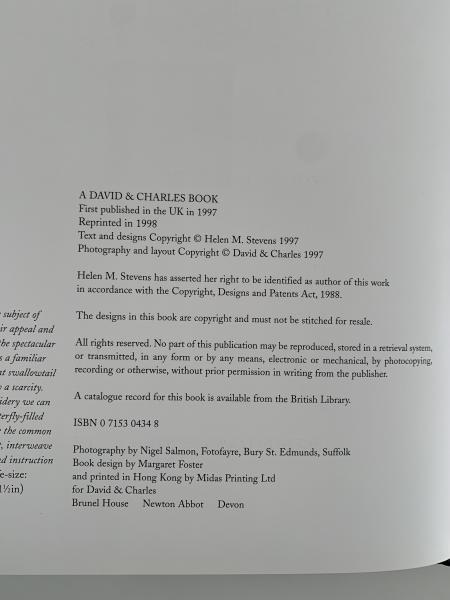 A DAVID & CHARLES BOOK
First published in the UK in 1997
Reprinted in 1998
Text and designs Copyright © Helen M. Stevens 1997
Photography and layout Copyright © David & Charles 1997
Helen M. Stevens has asserted her right to be identified as author of this work
in accordance with the Copyright, Designs and Patents Act, 1988.
The designs in this book are copyright and must not be stitched for resale.
All rights reserved. No part of this publication may be reproduced, stored in a retrieval system,
or transmitted, in any form or by any means, electronic or mechanical, by photocopying,
recording or otherwise, without prior permission in writing from the publisher.
A catalogue record for this book is available from the British Library.
ISBN 0 7153 0434 8
Photography by Nigel Salmon, Fotofayre, Bury St. Edmunds, Suffolk
Book design by Margaret Foster
and printed in Hong Kong by Midas Printing Ltd
for David & Charles
Brunel House Newton Abbot Devon
subject of
appeal and
the spectacular
a familiar
swallowtail
a scarcity.
we can
the common
interweave
instruction
1½in)